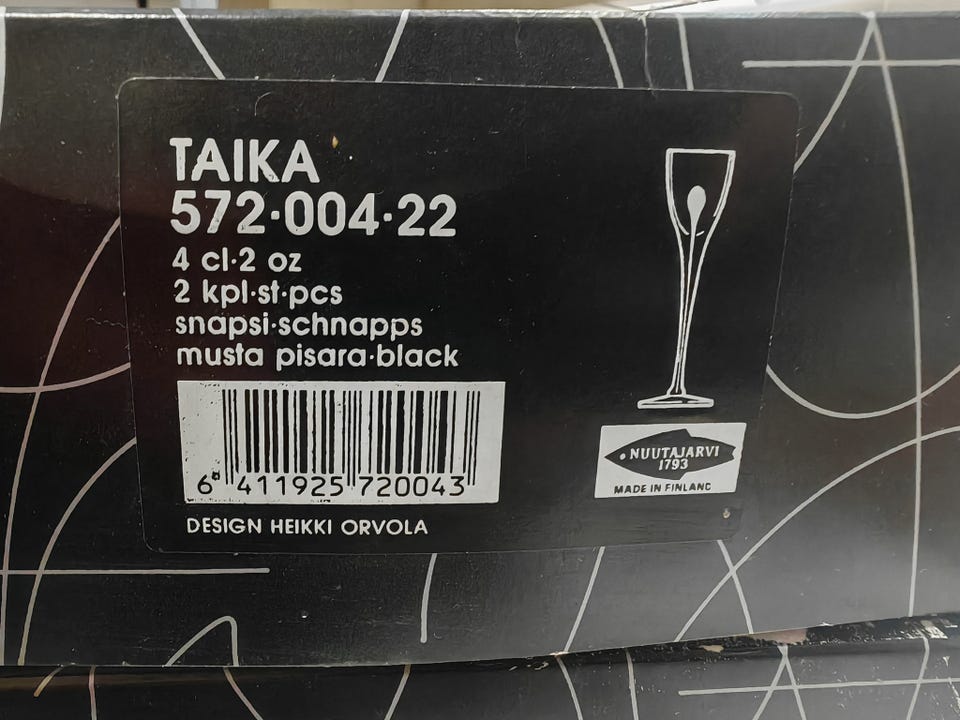 TAIKA
572·004·22
4 cl·2 oz
2 kpl·st·pcs
snapsi·schnapps
musta pisara·black
6 411925 720043
DESIGN HEIKKI ORVOLA
NUUTAJARVI
1793
MADE IN FINLAND